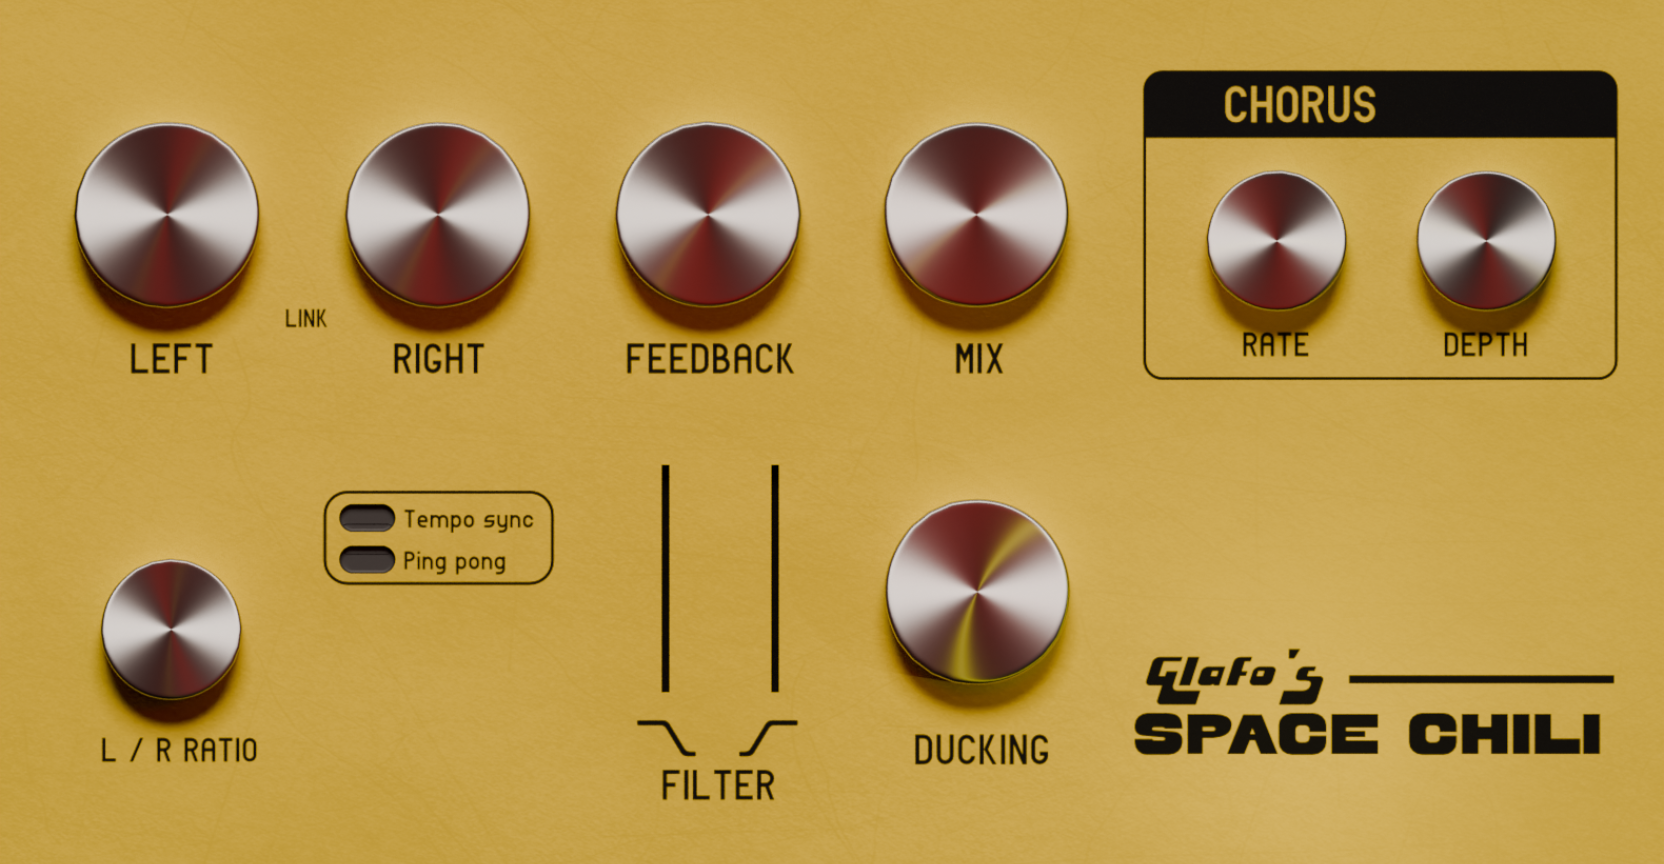 CHORUS
LINK
LEFT
RIGHT
FEEDBACK
MIX
RATE
DEPTH
Tempo sync
Ping pong
L / R RATIO
FILTER
DUCKING
Glafo's
SPACE CHILI